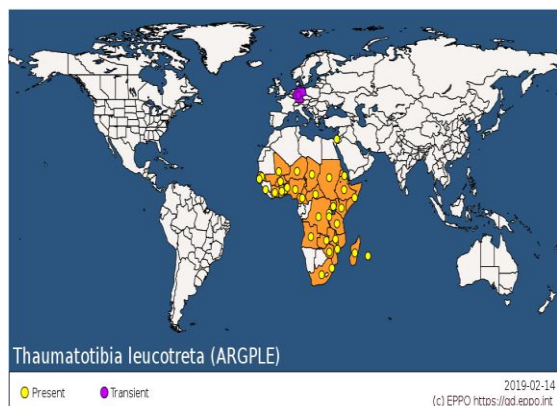 Thaumatotibia leucotreta (ARGPLE)
Present
Transient
2019-02-14
(c) EPPO https://gd.eppo.int